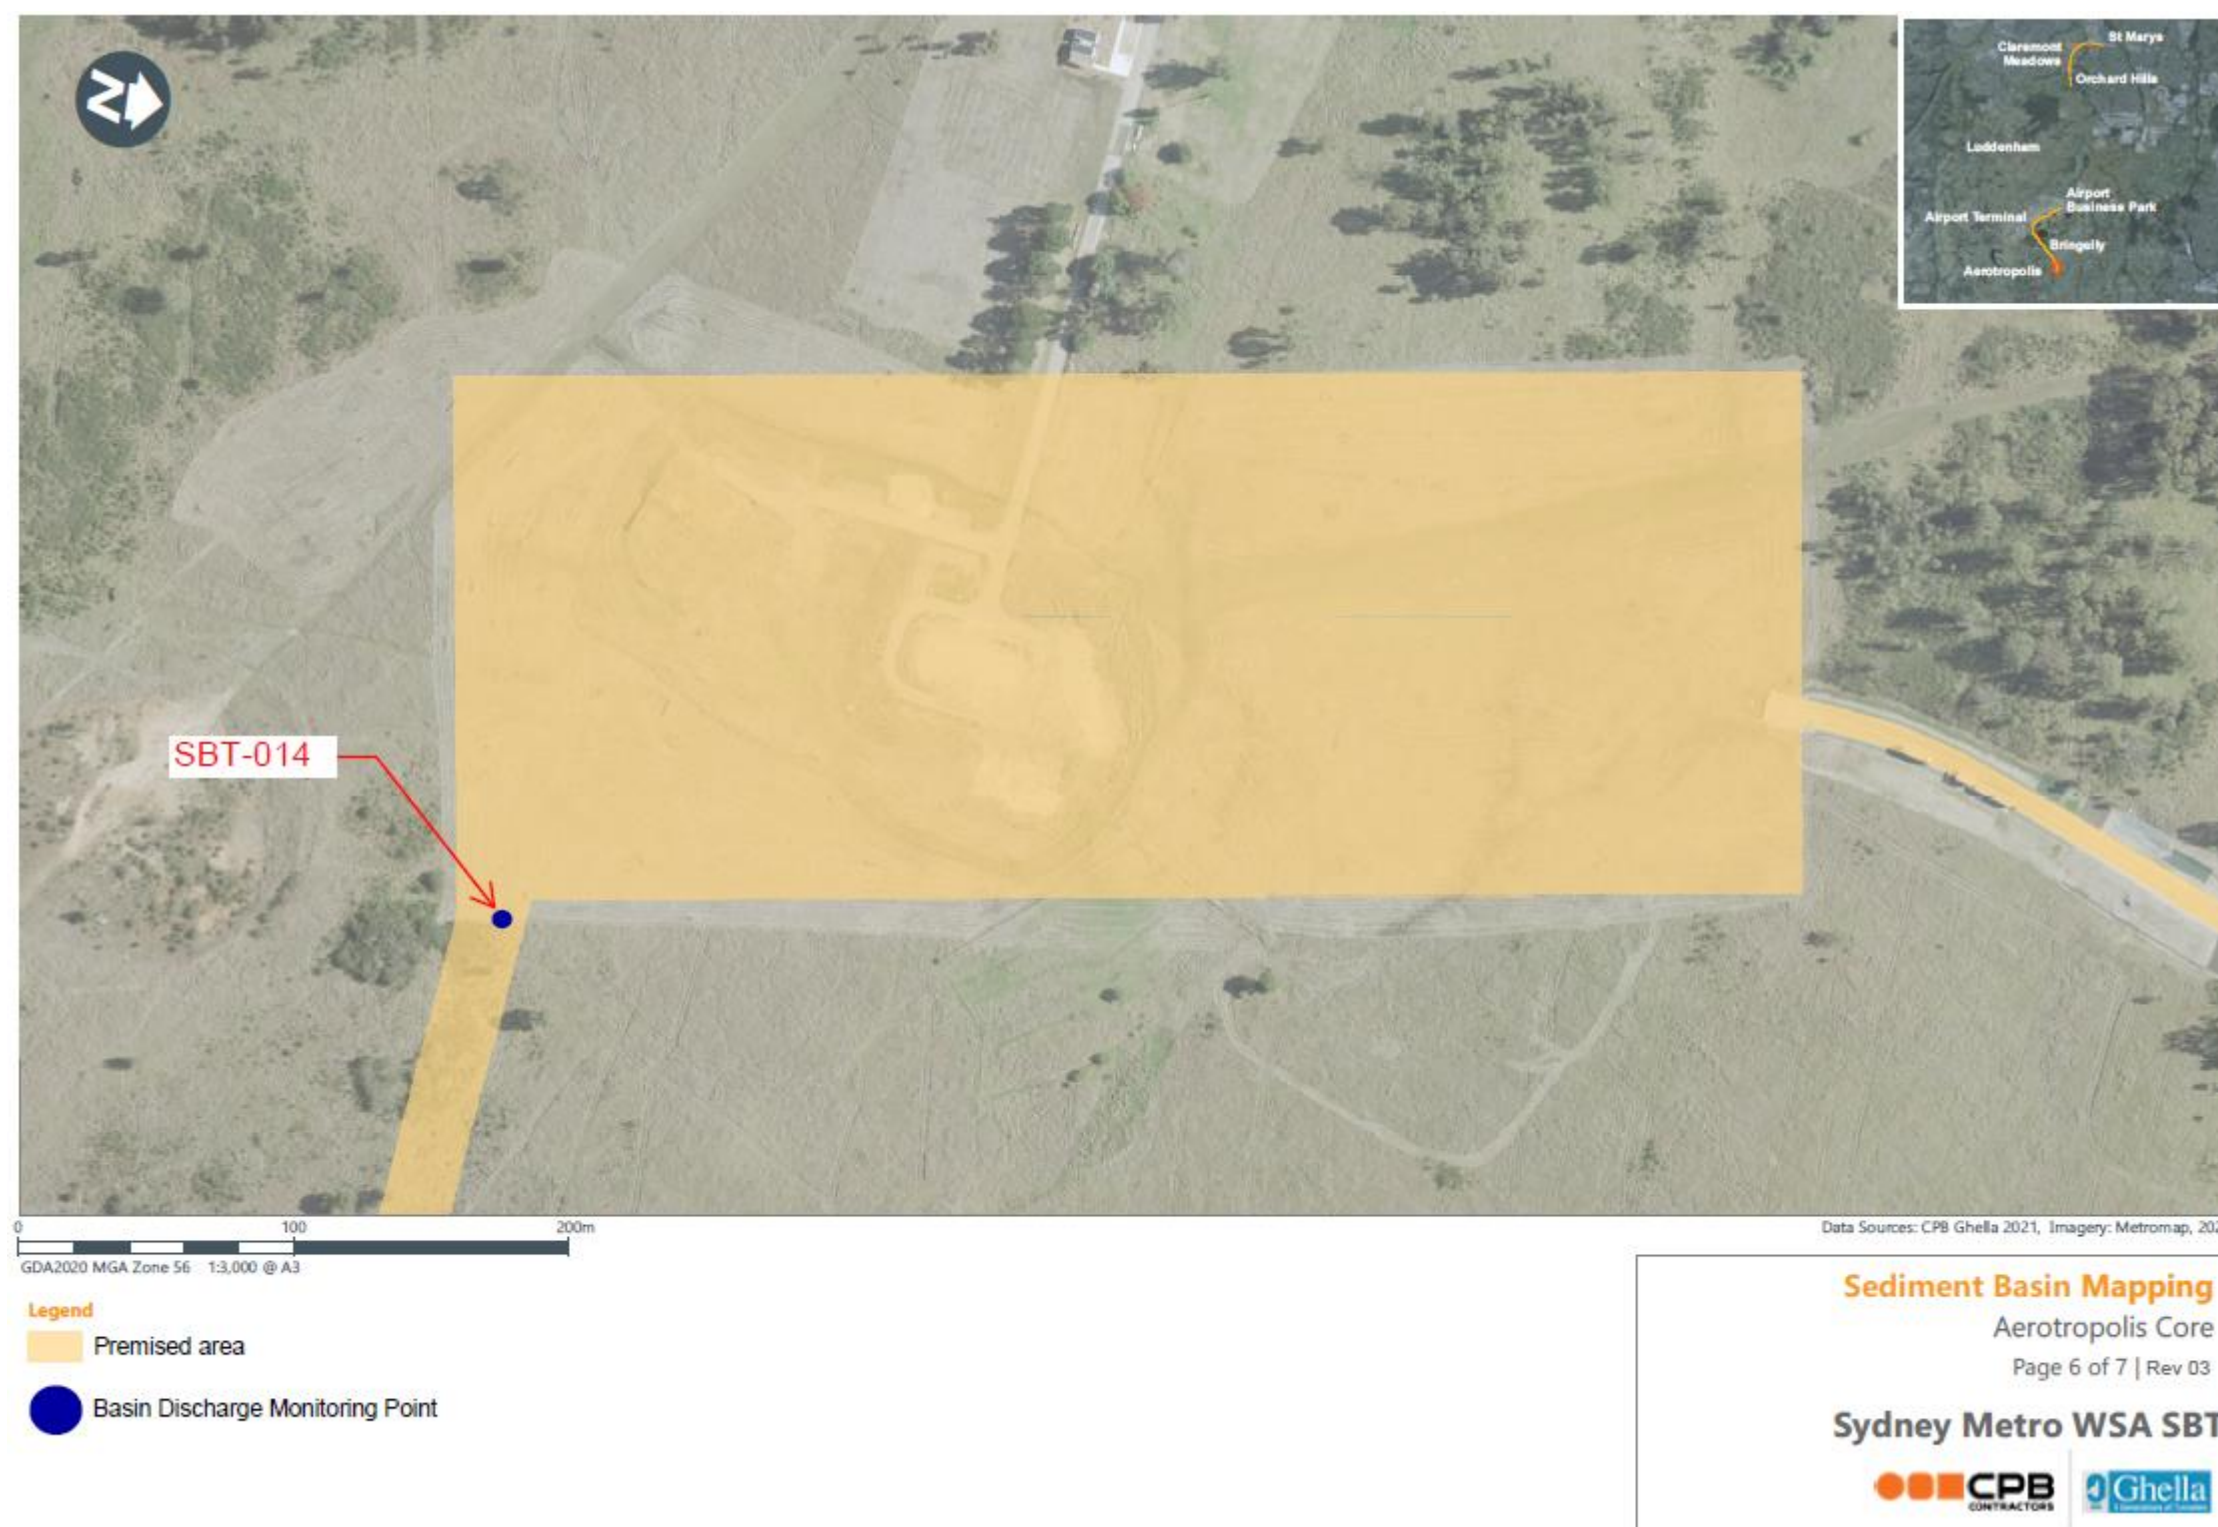 N
St Marys
Claremont
Meadows
Orchard Hills
Luddenham
Airport
Business Park
Airport Terminal
Bringelly
Aerotropolis
SBT-014
0 100 200m
GDA2020 MGA Zone 56 1:3,000 @ A3
Data Sources: CPB Ghella 2021, Imagery: Metromap, 202
Legend
Premised area
Basin Discharge Monitoring Point
Sediment Basin Mapping
Aerotropolis Core
Page 6 of 7 | Rev 03
Sydney Metro WSA SBT
CPB
CONTRACTORS
Ghella